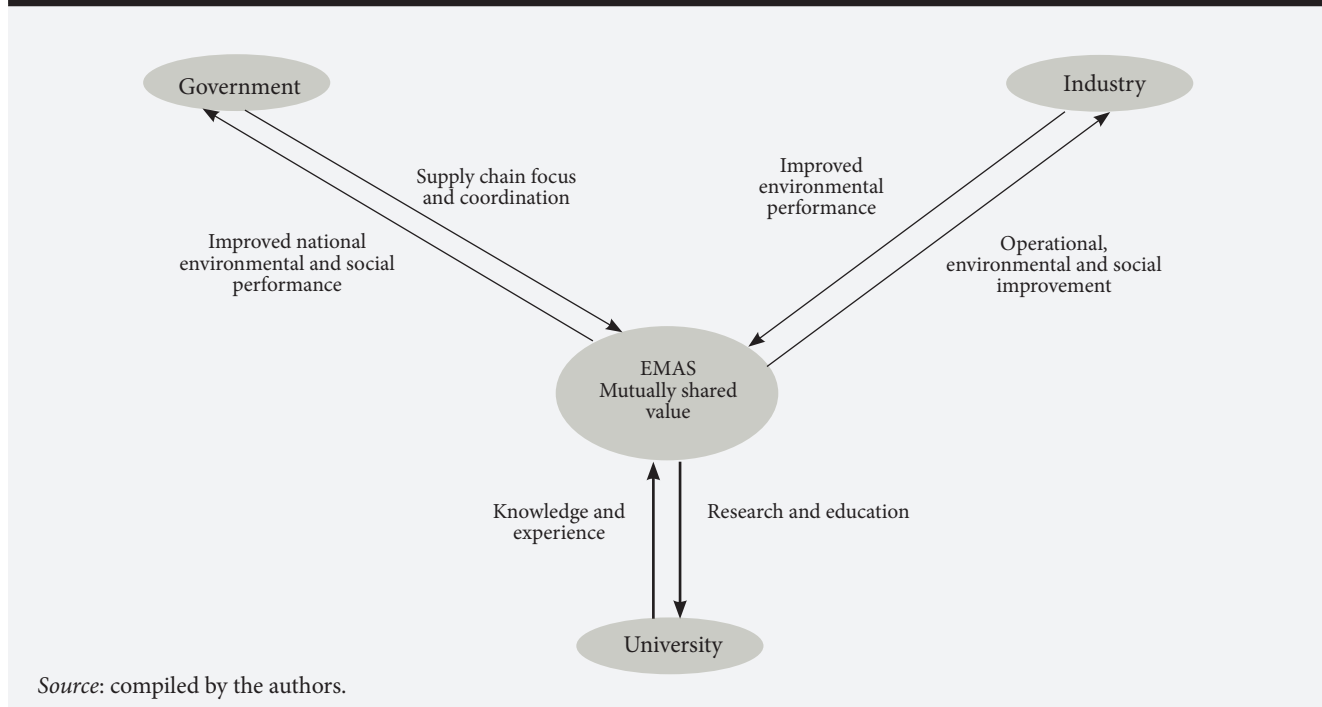 Government
Industry
Supply chain focus
and coordination
Improved
environmental
performance
Improved national
environmental and social
performance
Operational,
environmental and social
improvement
EMAS
Mutually shared
value
Knowledge and
experience
Research and education
University
Source: compiled by the authors.